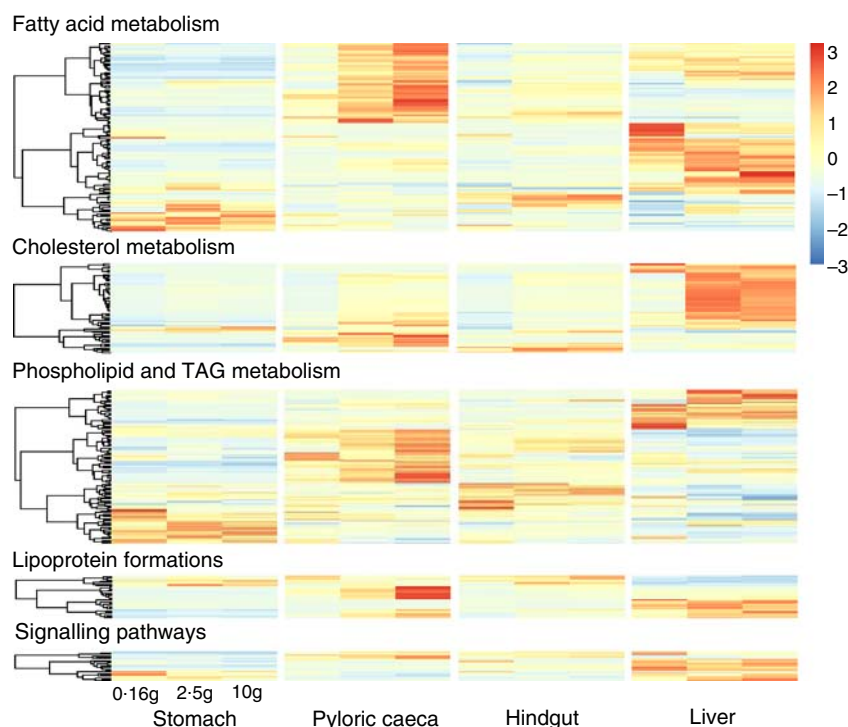 Fatty acid metabolism
3
2
1
0
−1
−2
−3
Cholesterol metabolism
Phospholipid and TAG metabolism
Lipoprotein formations
Signalling pathways
0·16g 2·5g 10g
Stomach Pyloric caeca Hindgut Liver